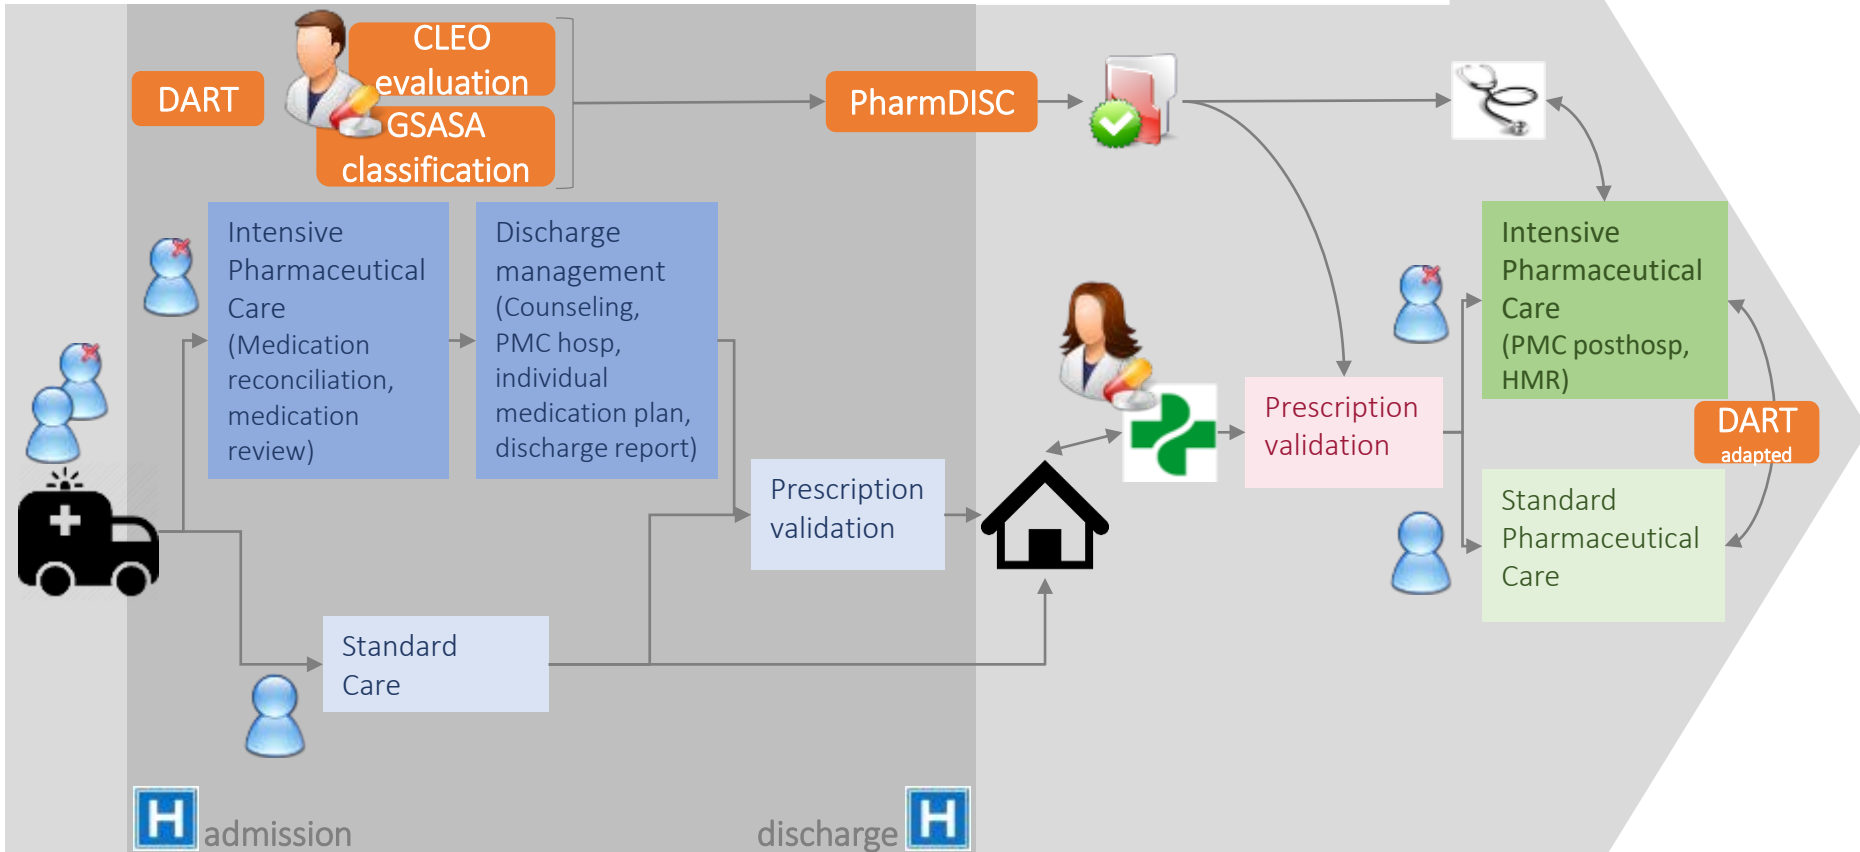 DART
CLEO
evaluation
GSASA
classification
PharmDISC
Intensive
Pharmaceutical
Care
(Medication
reconciliation,
medication
review)
Discharge
management
(Counseling,
PMC hosp,
individual
medication plan,
discharge report)
Prescription
validation
Standard
Care
Prescription
validation
Intensive
Pharmaceutical
Care
(PMC posthosp,
HMR)
DART
adapted
Standard
Pharmaceutical
Care
H admission
discharge H